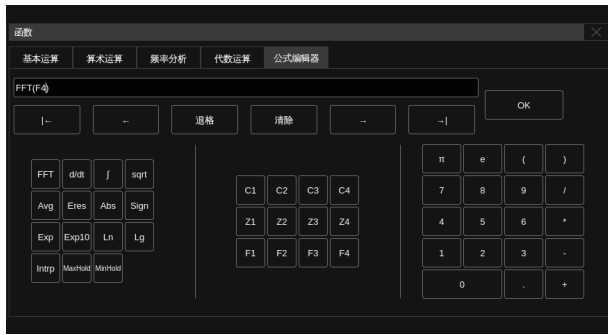 函数
基本运算 算术运算 频率分析 代数运算 公式编辑器
FFT(F4)
OK
|← ← 退格 清除 → →|
FFT d/dt ∫ sqrt
Avg Eres Abs Sign
Exp Exp10 Ln Lg
Intrp MaxHold MinHold
C1 C2 C3 C4
Z1 Z2 Z3 Z4
F1 F2 F3 F4
π e ( )
7 8 9 /
4 5 6 *
1 2 3 -
0 . +